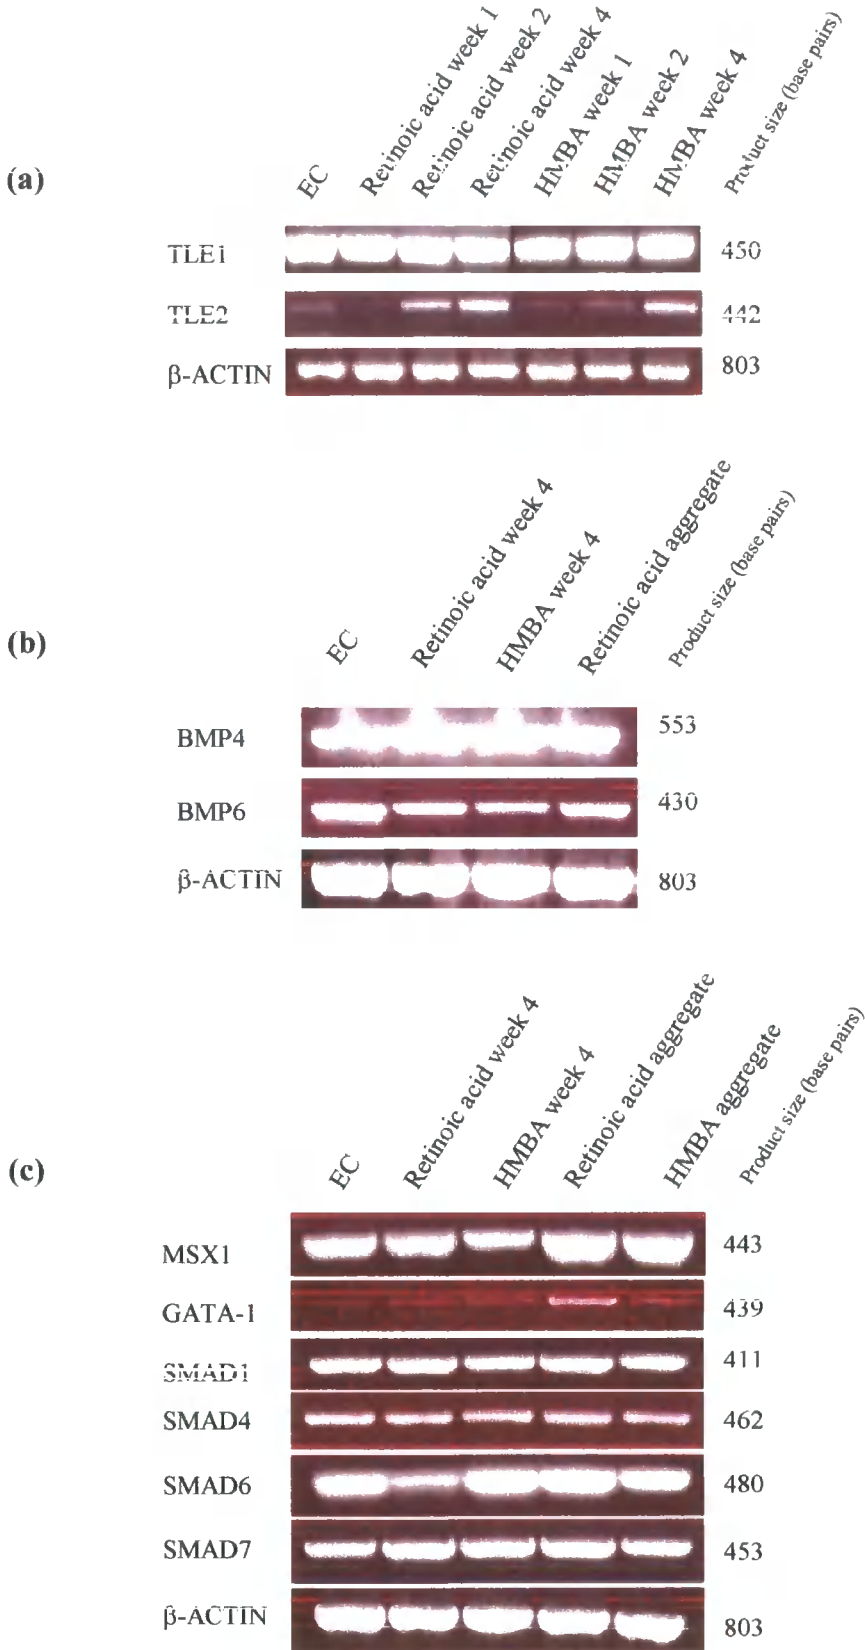 (a)
EC
Retinoic acid week 1
Retinoic acid week 2
Retinoic acid week 4
HMBA week 1
HMBA week 2
HMBA week 4
Product size (base pairs)
TLE1 450
TLE2 442
β-ACTIN 803
(b)
EC
Retinoic acid week 4
HMBA week 4
Retinoic acid aggregate
Product size (base pairs)
BMP4 553
BMP6 430
β-ACTIN 803
(c)
EC
Retinoic acid week 4
HMBA week 4
Retinoic acid aggregate
HMBA aggregate
Product size (base pairs)
MSX1 443
GATA-1 439
SMAD1 411
SMAD4 462
SMAD6 480
SMAD7 453
β-ACTIN 803